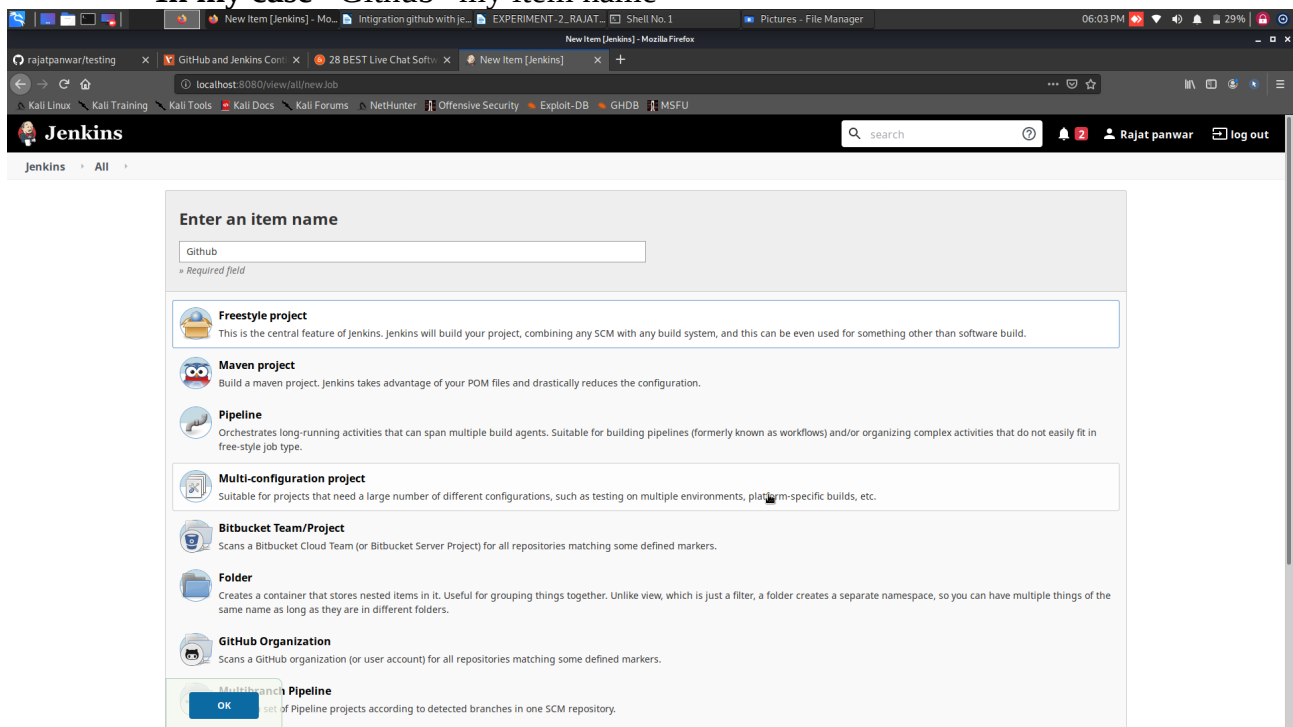 In my case "Github" my item name
New Item [Jenkins] - Mo...
Intigration github with je...
EXPERIMENT-2_RAJAT...
Shell No. 1
Pictures - File Manager
06:03 PM
29%
New Item [Jenkins] - Mozilla Firefox
rajatpanwar/testing
GitHub and Jenkins Conti
28 BEST Live Chat Softw
New Item [Jenkins]
localhost:8080/view/all/newJob
Kali Linux
Kali Training
Kali Tools
Kali Docs
Kali Forums
NetHunter
Offensive Security
Exploit-DB
GHDB
MSFU
Jenkins
search
2
Rajat panwar
log out
Jenkins
All
Enter an item name
Github
» Required field
Freestyle project
This is the central feature of Jenkins. Jenkins will build your project, combining any SCM with any build system, and this can be even used for something other than software build.
Maven project
Build a maven project. Jenkins takes advantage of your POM files and drastically reduces the configuration.
Pipeline
Orchestrates long-running activities that can span multiple build agents. Suitable for building pipelines (formerly known as workflows) and/or organizing complex activities that do not easily fit in
free-style job type.
Multi-configuration project
Suitable for projects that need a large number of different configurations, such as testing on multiple environments, platform-specific builds, etc.
Bitbucket Team/Project
Scans a Bitbucket Cloud Team (or Bitbucket Server Project) for all repositories matching some defined markers.
Folder
Creates a container that stores nested items in it. Useful for grouping things together. Unlike view, which is just a filter, a folder creates a separate namespace, so you can have multiple things of the
same name as long as they are in different folders.
GitHub Organization
Scans a GitHub organization (or user account) for all repositories matching some defined markers.
Multibranch Pipeline
set of Pipeline projects according to detected branches in one SCM repository.
OK